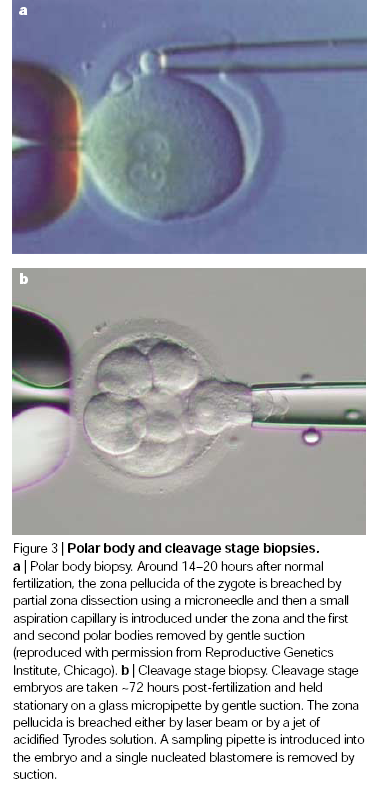 a
b
Figure 3 | Polar body and cleavage stage biopsies.
a | Polar body biopsy. Around 14–20 hours after normal
fertilization, the zona pellucida of the zygote is breached by
partial zona dissection using a microneedle and then a small
aspiration capillary is introduced under the zona and the first
and second polar bodies removed by gentle suction
(reproduced with permission from Reproductive Genetics
Institute, Chicago). b | Cleavage stage biopsy. Cleavage stage
embryos are taken ~72 hours post-fertilization and held
stationary on a glass micropipette by gentle suction. The zona
pellucida is breached either by laser beam or by a jet of
acidified Tyrodes solution. A sampling pipette is introduced into
the embryo and a single nucleated blastomere is removed by
suction.